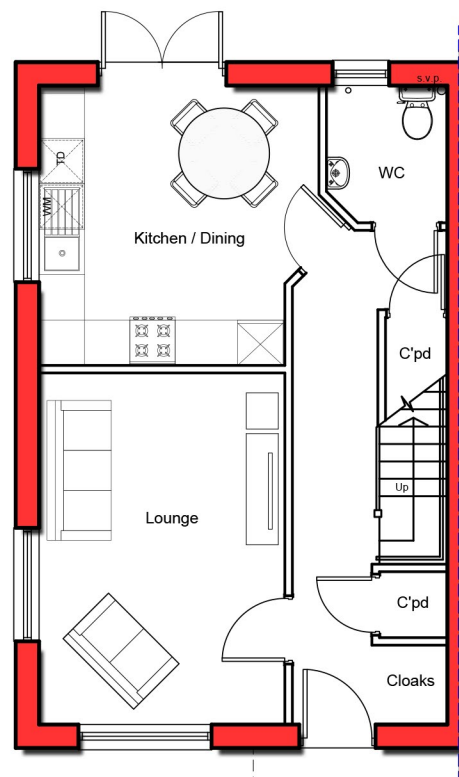 s.v.p.
TD
WC
WM
Kitchen / Dining
C'pd
Up
Lounge
C'pd
Cloaks